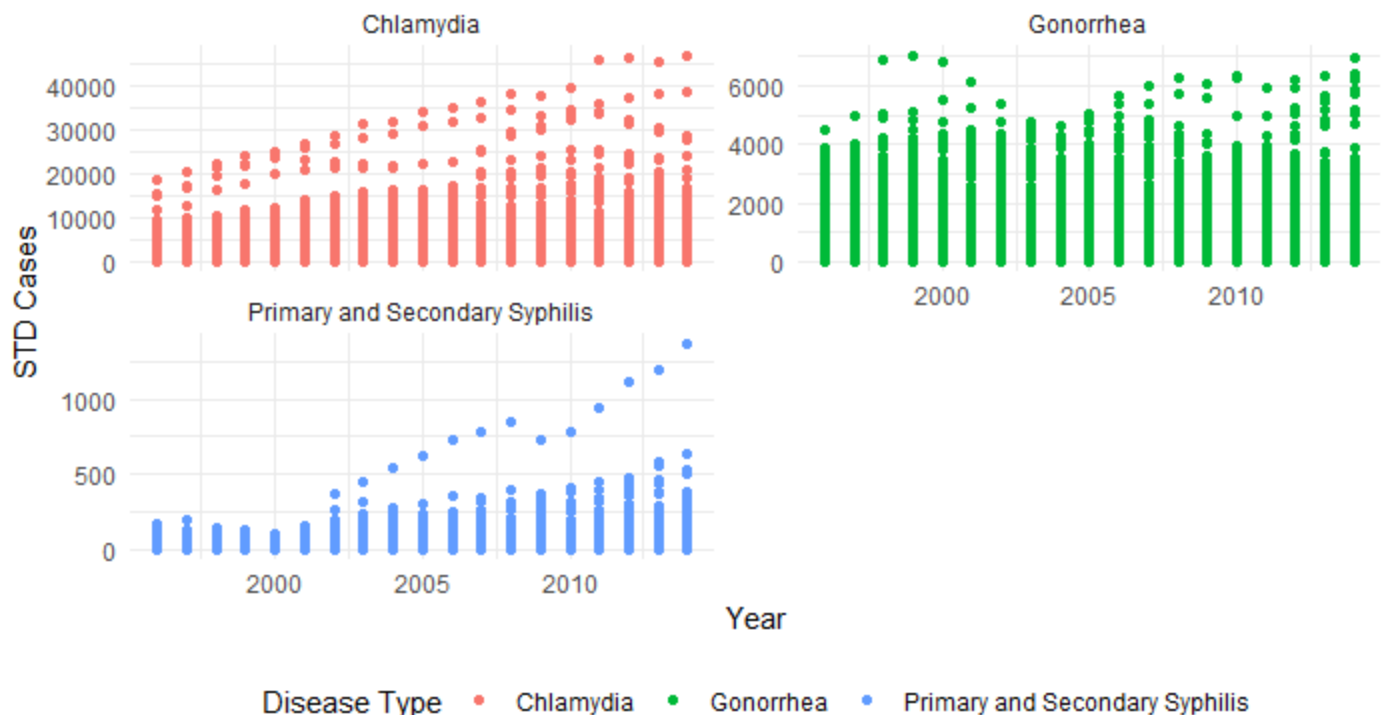 Chlamydia
Gonorrhea
40000
30000
20000
10000
0
6000
4000
2000
0
2000 2005 2010
Primary and Secondary Syphilis
STD Cases
1000
500
0
2000 2005 2010
Year
Disease Type Chlamydia Gonorrhea Primary and Secondary Syphilis